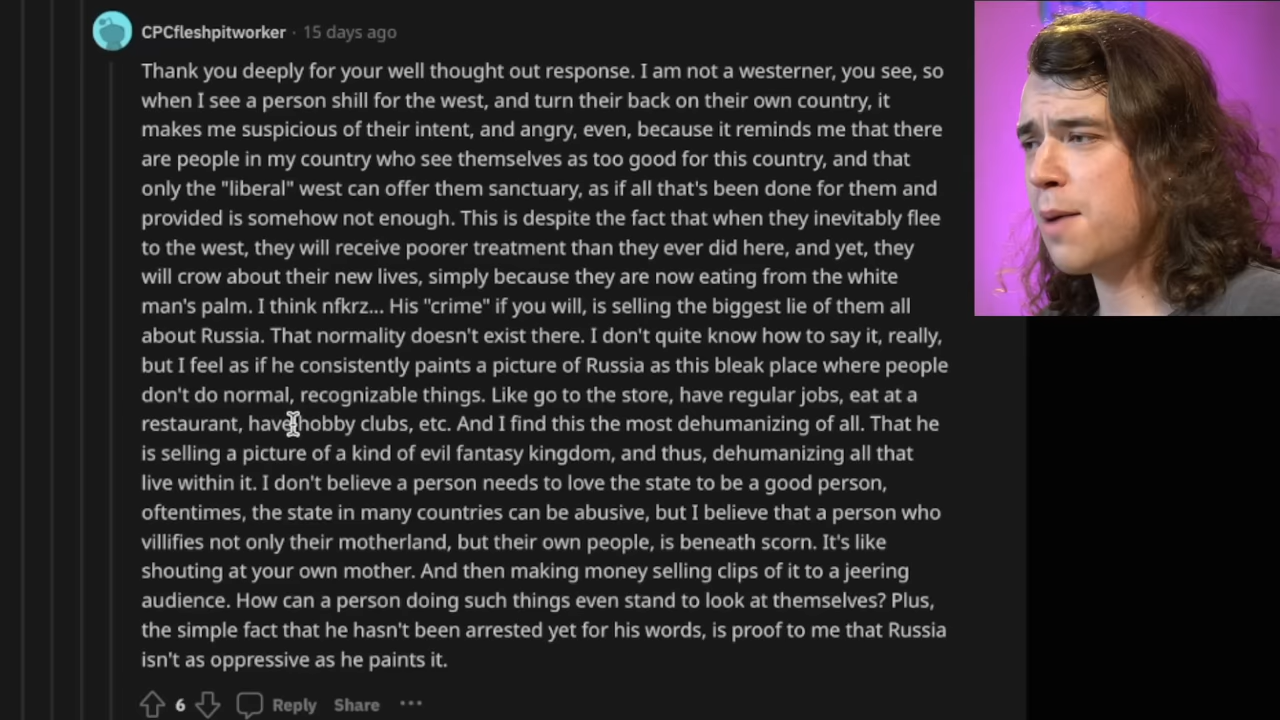 CPCfleshpitworker · 15 days ago
Thank you deeply for your well thought out response. I am not a westerner, you see, so
when I see a person shill for the west, and turn their back on their own country, it
makes me suspicious of their intent, and angry, even, because it reminds me that there
are people in my country who see themselves as too good for this country, and that
only the "liberal" west can offer them sanctuary, as if all that's been done for them and
provided is somehow not enough. This is despite the fact that when they inevitably flee
to the west, they will receive poorer treatment than they ever did here, and yet, they
will crow about their new lives, simply because they are now eating from the white
man's palm. I think nfkrz... His "crime" if you will, is selling the biggest lie of them all
about Russia. That normality doesn't exist there. I don't quite know how to say it, really,
but I feel as if he consistently paints a picture of Russia as this bleak place where people
don't do normal, recognizable things. Like go to the store, have regular jobs, eat at a
restaurant, have hobby clubs, etc. And I find this the most dehumanizing of all. That he
is selling a picture of a kind of evil fantasy kingdom, and thus, dehumanizing all that
live within it. I don't believe a person needs to love the state to be a good person,
oftentimes, the state in many countries can be abusive, but I believe that a person who
villifies not only their motherland, but their own people, is beneath scorn. It's like
shouting at your own mother. And then making money selling clips of it to a jeering
audience. How can a person doing such things even stand to look at themselves? Plus,
the simple fact that he hasn't been arrested yet for his words, is proof to me that Russia
isn't as oppressive as he paints it.
6 Reply Share ...